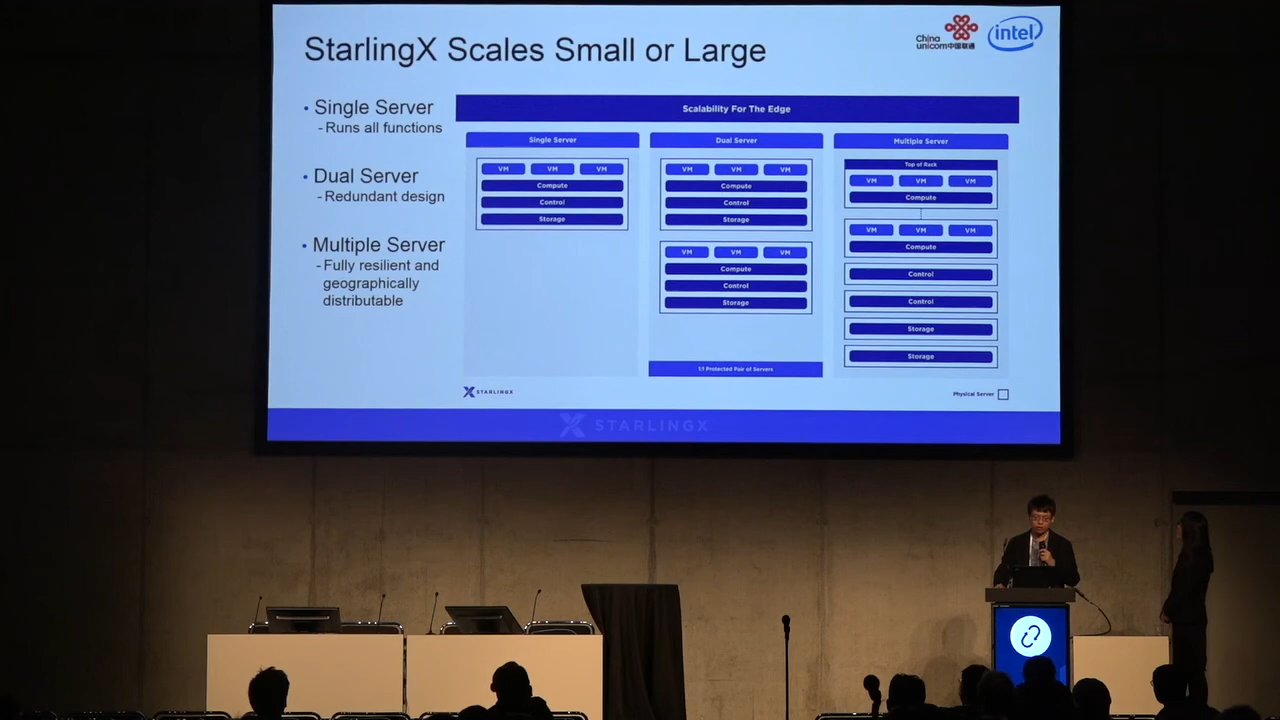 StarlingX Scales Small or Large
China
unicom中国联通
intel
• Single Server
- Runs all functions
• Dual Server
- Redundant design
• Multiple Server
- Fully resilient and
geographically
distributable
Scalability For The Edge
Single Server
VM VM VM
Compute
Control
Storage
Dual Server
VM VM VM
Compute
Control
Storage
VM VM VM
Compute
Control
Storage
1:1 Protected Pair of Servers
Multiple Server
Top of Rack
VM VM VM
Compute
VM VM VM
Compute
Control
Control
Storage
Storage
STARLINGX
Physical Server
STARLINGX